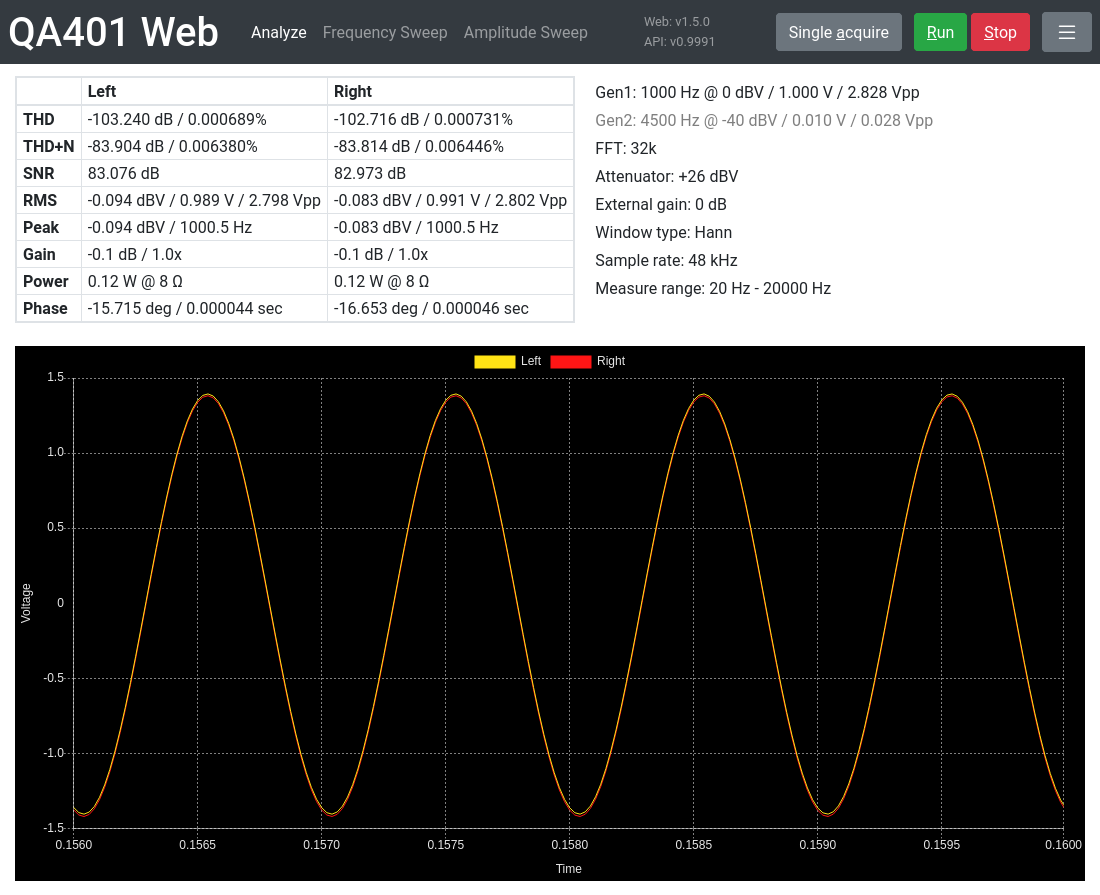 QA401 Web Analyze Frequency Sweep Amplitude Sweep Web: v1.5.0 Single acquire Run Stop
API: v0.9991
Left Right
THD -103.240 dB / 0.000689% -102.716 dB / 0.000731%
THD+N -83.904 dB / 0.006380% -83.814 dB / 0.006446%
SNR 83.076 dB 82.973 dB
RMS -0.094 dBV / 0.989 V / 2.798 Vpp -0.083 dBV / 0.991 V / 2.802 Vpp
Peak -0.094 dBV / 1000.5 Hz -0.083 dBV / 1000.5 Hz
Gain -0.1 dB / 1.0x -0.1 dB / 1.0x
Power 0.12 W @ 8 Ω 0.12 W @ 8 Ω
Phase -15.715 deg / 0.000044 sec -16.653 deg / 0.000046 sec
Gen1: 1000 Hz @ 0 dBV / 1.000 V / 2.828 Vpp
Gen2: 4500 Hz @ -40 dBV / 0.010 V / 0.028 Vpp
FFT: 32k
Attenuator: +26 dBV
External gain: 0 dB
Window type: Hann
Sample rate: 48 kHz
Measure range: 20 Hz - 20000 Hz
Left Right
1.5
1.0
0.5
0
-0.5
-1.0
-1.5
Voltage
0.1560 0.1565 0.1570 0.1575 0.1580 0.1585 0.1590 0.1595 0.1600
Time